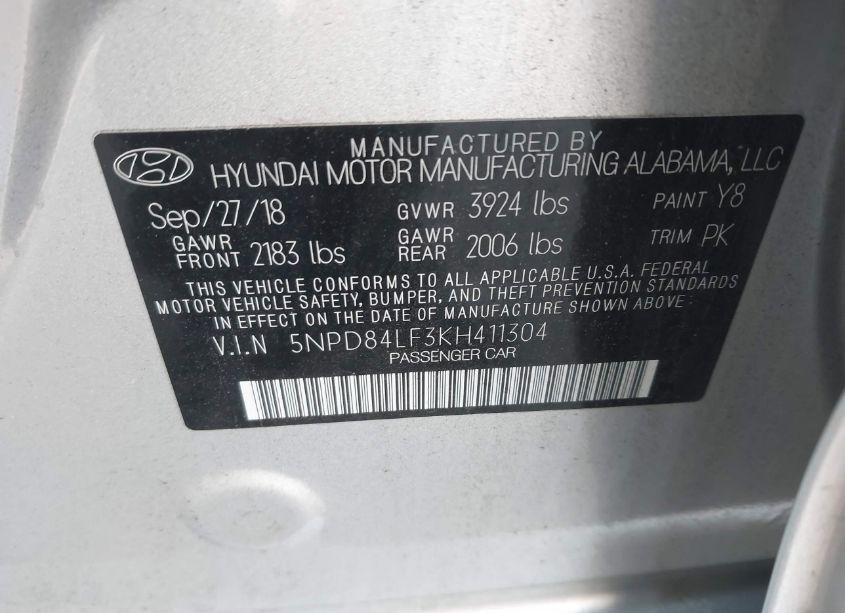 MANUFACTURED BY
HYUNDAI MOTOR MANUFACTURING ALABAMA, LLC
Sep/27/18 GVWR 3924 lbs PAINT Y8
GAWR FRONT 2183 lbs GAWR REAR 2006 lbs TRIM PK
THIS VEHICLE CONFORMS TO ALL APPLICABLE U.S.A. FEDERAL
MOTOR VEHICLE SAFETY, BUMPER, AND THEFT PREVENTION STANDARDS
IN EFFECT ON THE DATE OF MANUFACTURE SHOWN ABOVE
V.I.N 5NPD84LF3KH411304
PASSENGER CAR